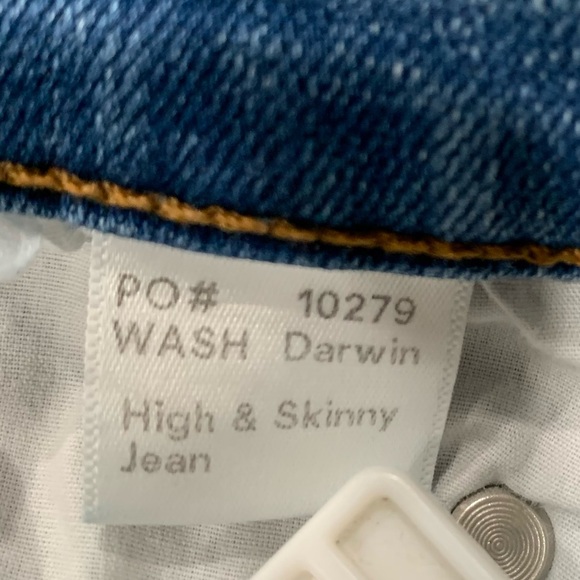 PO# 10279
WASH Darwin
High & Skinny
Jean